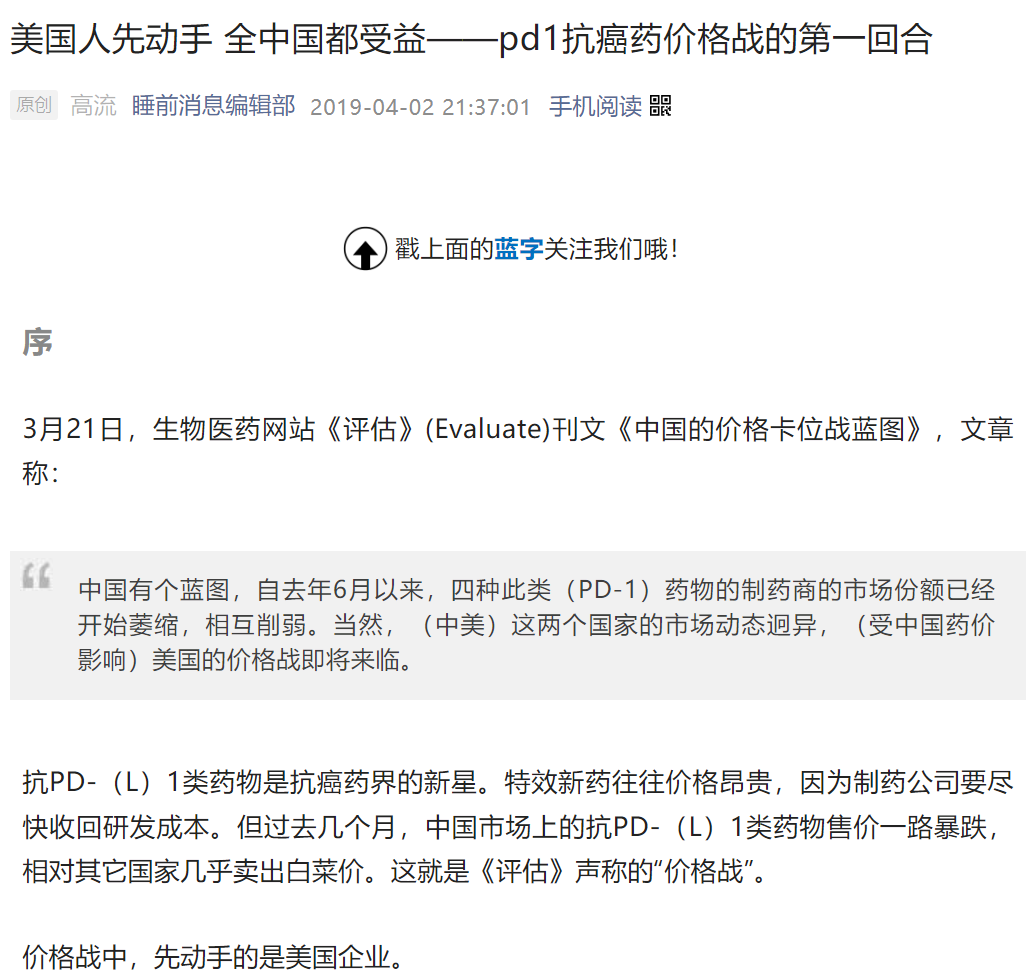 美国人先动手 全中国都受益——pd1抗癌药价格战的第一回合
原创 高流 睡前消息编辑部 2019-04-02 21:37:01 手机阅读
戳上面的蓝字关注我们哦！
序
3月21日，生物医药网站《评估》(Evaluate)刊文《中国的价格卡位战蓝图》，文章
称：
中国有个蓝图，自去年6月以来，四种此类（PD-1）药物的制药商的市场份额已经
开始萎缩，相互削弱。当然，（中美）这两个国家的市场动态迥异，（受中国药价
影响）美国的价格战即将来临。
抗PD-（L）1类药物是抗癌药界的新星。特效新药往往价格昂贵，因为制药公司要尽
快收回研发成本。但过去几个月，中国市场上的抗PD-（L）1类药物售价一路暴跌，
相对其它国家几乎卖出白菜价。这就是《评估》声称的“价格战”。
价格战中，先动手的是美国企业。